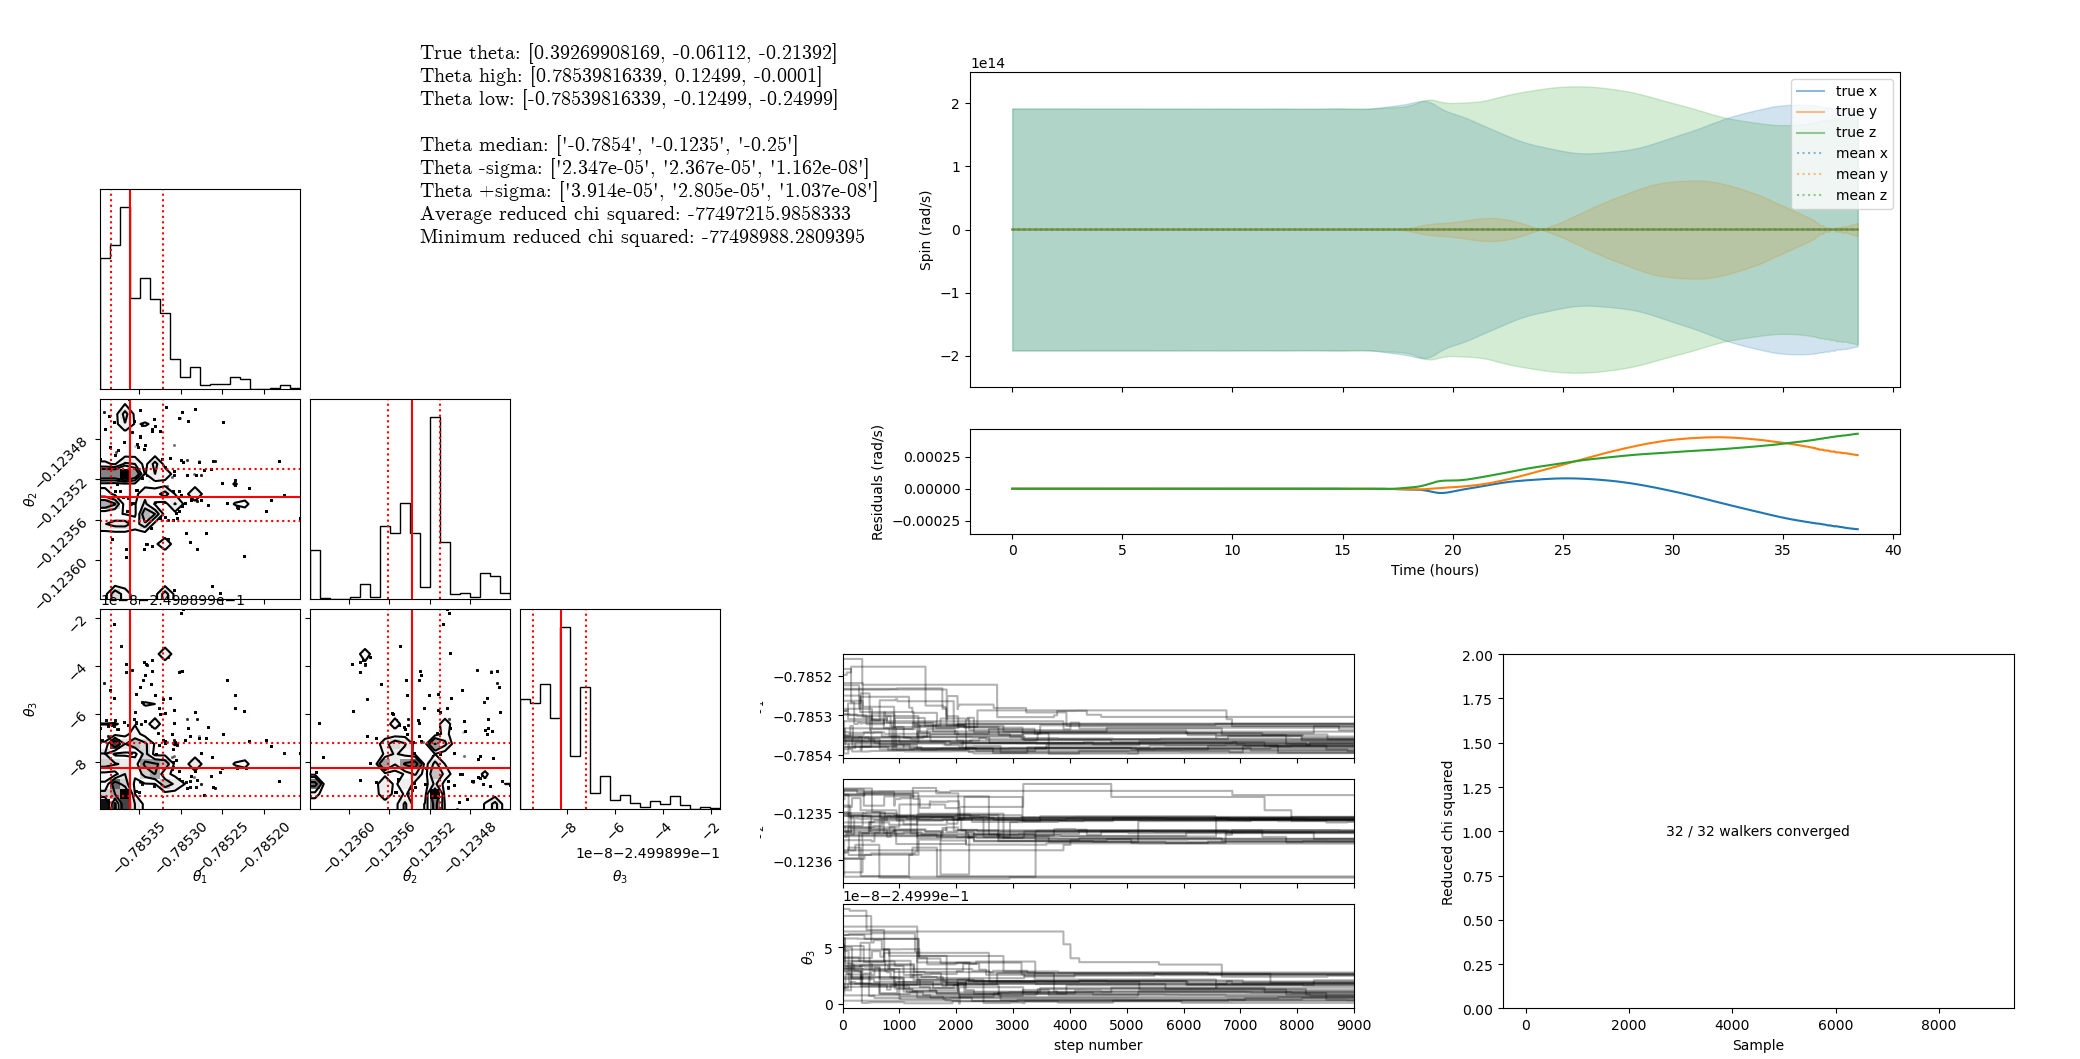 True theta: [0.39269908169, -0.06112, -0.21392]
Theta high: [0.78539816339, 0.12499, -0.0001]
Theta low: [-0.78539816339, -0.12499, -0.24999]
Theta median: ['-0.7854', '-0.1235', '-0.25']
Theta -sigma: ['2.347e-05', '2.367e-05', '1.162e-08']
Theta +sigma: ['3.914e-05', '2.805e-05', '1.037e-08']
Average reduced chi squared: -77497215.9858333
Minimum reduced chi squared: -77498988.2809395
1e14
2
1
0
−1
−2
Spin (rad/s)
true x
true y
true z
mean x
mean y
mean z
0.00025
0.00000
−0.00025
Residuals (rad/s)
0 5 10 15 20 25 30 35 40
Time (hours)
−0.12348
−0.12352
−0.12356
−0.12360
θ2
1e−8−2.499899e−1
−2
−4
−6
−8
θ3
−0.78535 −0.78530 −0.78525 −0.78520
θ1
−0.12360 −0.12356 −0.12352 −0.12348
θ2
−8 −6 −4 −2
1e−8−2.499899e−1
θ3
−0.7852
−0.7853
−0.7854
−0.1235
−0.1236
1e−8−2.4999e−1
5
0
θ3
0 1000 2000 3000 4000 5000 6000 7000 8000 9000
step number
2.00
1.75
1.50
1.25
1.00
0.75
0.50
0.25
0.00
Reduced chi squared
32 / 32 walkers converged
0 2000 4000 6000 8000
Sample